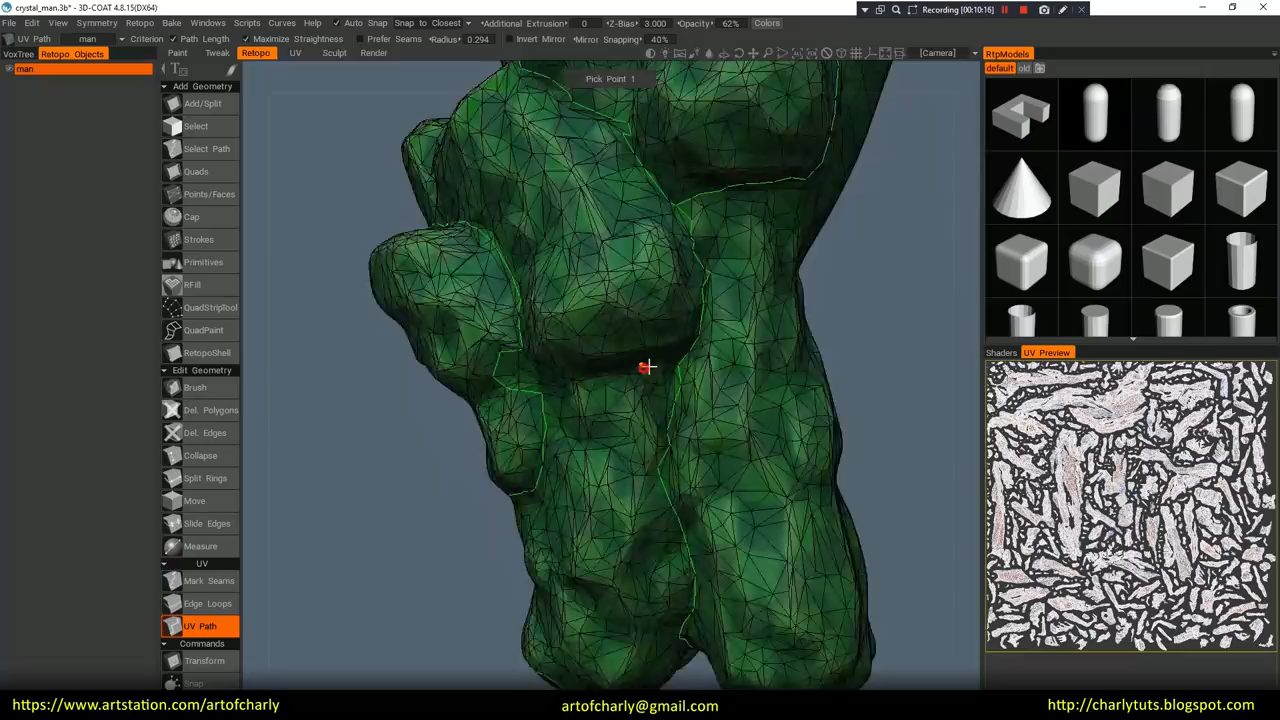 crystal_man.3b* - 3D-COAT 4.8.15(DX64)
Recording [00:10:16]
File Edit View Symmetry Retopo Bake Windows Scripts Curves Help Auto Snap Snap to Closest Additional Extrusion 0 Z-Bias 3.000 Opacity 62% Colors
UV Path man Criterion Catch Path Maximize Straightness Prefer Seams Radius 0.294 Invert Mirror Mirror Snapping 40%
VoxTree Retopo Objects Paint Tweak Retopo UV Sculpt Render [Camera] RtpModels
man
default old
Pick Point 1
Add Geometry
Add/Split
Select
Select Path
Quads
Points/Faces
Cap
Strokes
Primitives
RFill
QuadStripTool
QuadPaint
RetopoShell
Shaders UV Preview
Edit Geometry
Brush
Del. Polygons
Del. Edges
Collapse
Split Rings
Move
Slide Edges
Measure
UV
Mark Seams
Edge Loops
UV Path
Commands
Transform
Snap
https://www.artstation.com/artofcharly artofcharly@gmail.com http://charlytuts.blogspot.com